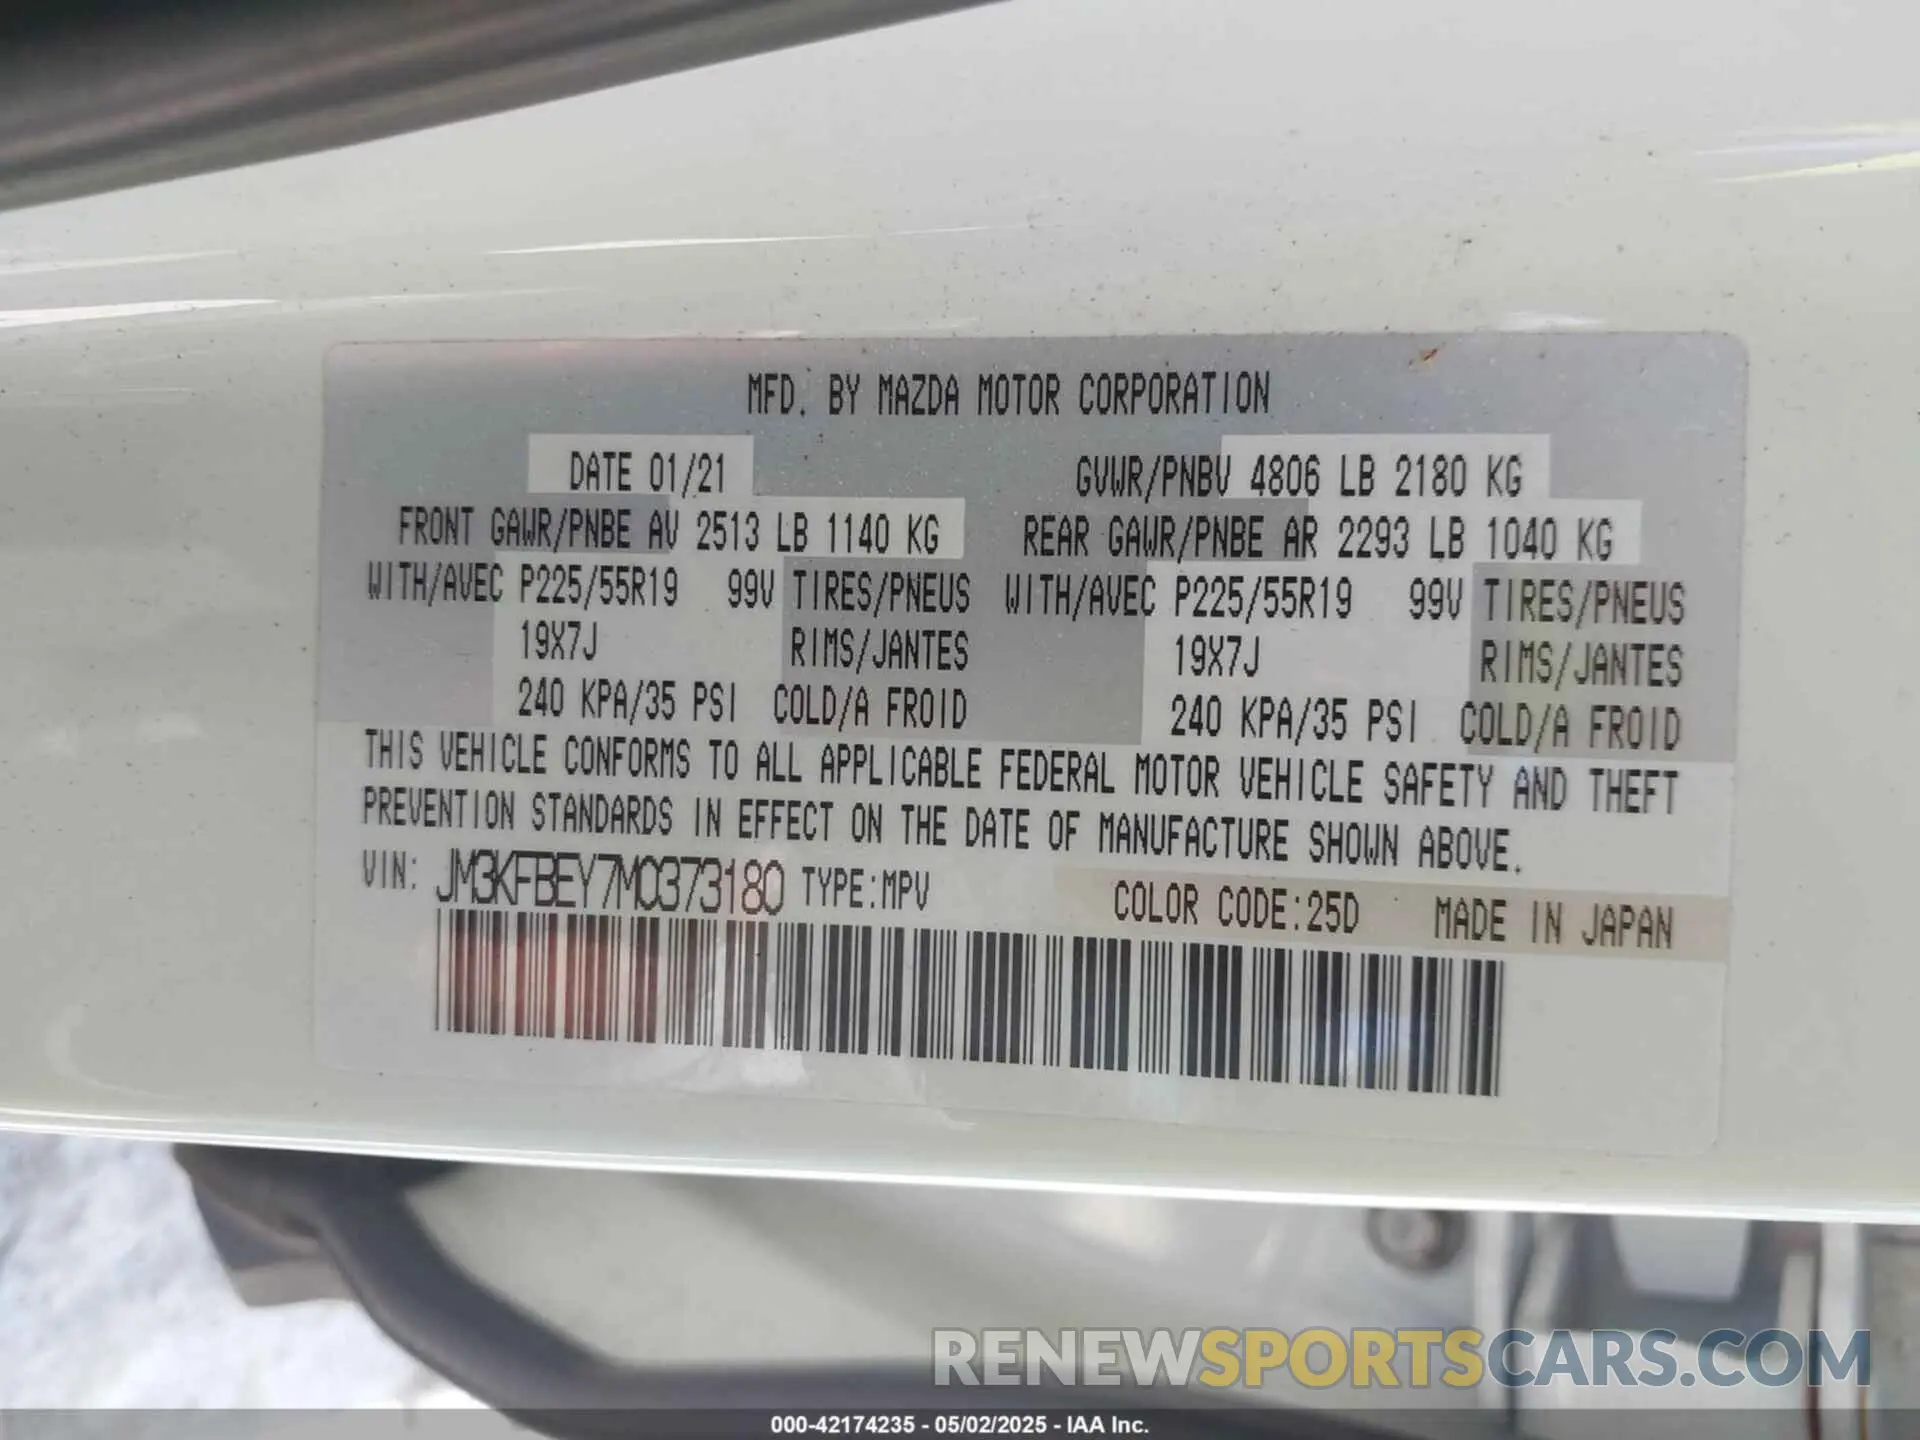 MFD. BY MAZDA MOTOR CORPORATION
DATE 01/21 GVWR/PNBV 4806 LB 2180 KG
FRONT GAWR/PNBE AV 2513 LB 1140 KG REAR GAWR/PNBE AR 2293 LB 1040 KG
WITH/AVEC P225/55R19 99V TIRES/PNEUS WITH/AVEC P225/55R19 99V TIRES/PNEUS
19X7J RIMS/JANTES 19X7J RIMS/JANTES
240 KPA/35 PSI COLD/A FROID 240 KPA/35 PSI COLD/A FROID
THIS VEHICLE CONFORMS TO ALL APPLICABLE FEDERAL MOTOR VEHICLE SAFETY AND THEFT
PREVENTION STANDARDS IN EFFECT ON THE DATE OF MANUFACTURE SHOWN ABOVE.
VIN: JM3KFBEY7M0373180 TYPE:MPV COLOR CODE:25D MADE IN JAPAN
RENEWSPORTSCARS.COM
000-42174235 - 05/02/2025 - IAA Inc.